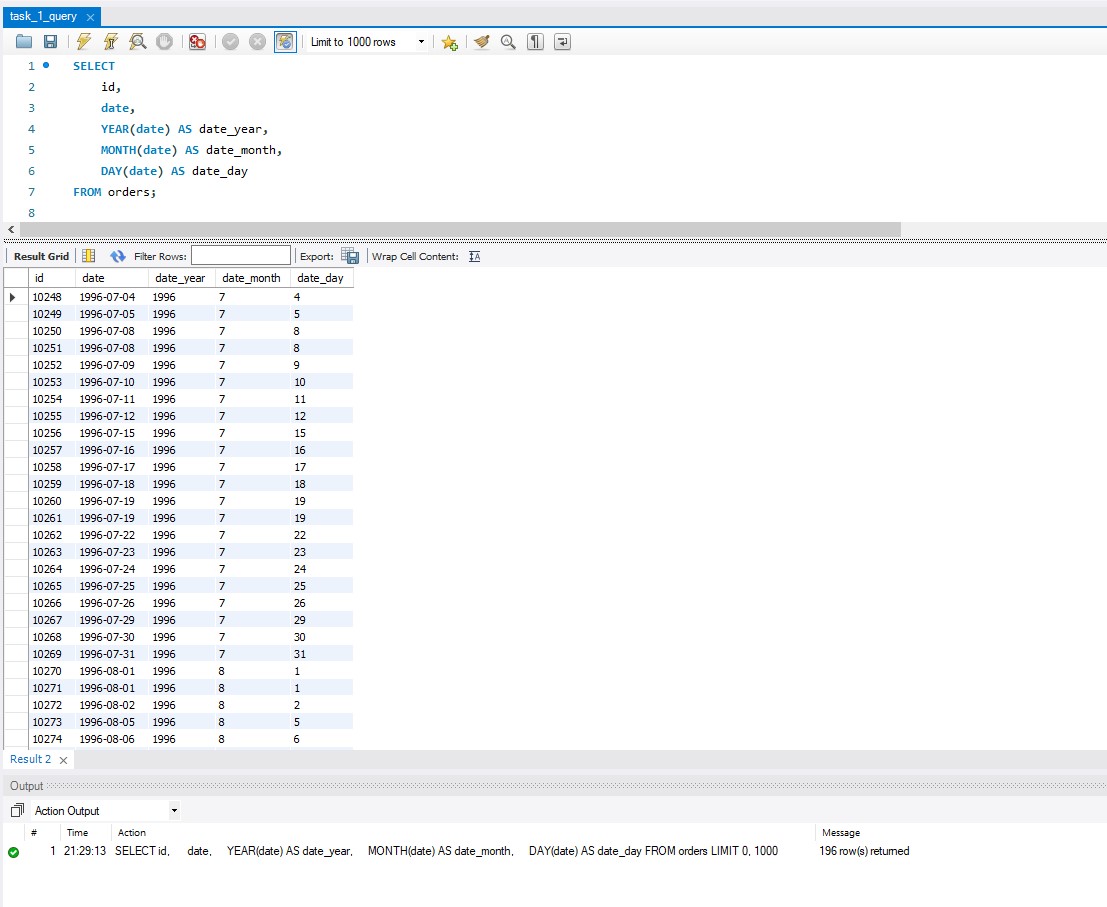 task_1_query
Limit to 1000 rows
1 SELECT
2 id,
3 date,
4 YEAR(date) AS date_year,
5 MONTH(date) AS date_month,
6 DAY(date) AS date_day
7 FROM orders;
8
Result Grid Filter Rows: Export: Wrap Cell Content:
id date date_year date_month date_day
10248 1996-07-04 1996 7 4
10249 1996-07-05 1996 7 5
10250 1996-07-08 1996 7 8
10251 1996-07-08 1996 7 8
10252 1996-07-09 1996 7 9
10253 1996-07-10 1996 7 10
10254 1996-07-11 1996 7 11
10255 1996-07-12 1996 7 12
10256 1996-07-15 1996 7 15
10257 1996-07-16 1996 7 16
10258 1996-07-17 1996 7 17
10259 1996-07-18 1996 7 18
10260 1996-07-19 1996 7 19
10261 1996-07-19 1996 7 19
10262 1996-07-22 1996 7 22
10263 1996-07-23 1996 7 23
10264 1996-07-24 1996 7 24
10265 1996-07-25 1996 7 25
10266 1996-07-26 1996 7 26
10267 1996-07-29 1996 7 29
10268 1996-07-30 1996 7 30
10269 1996-07-31 1996 7 31
10270 1996-08-01 1996 8 1
10271 1996-08-01 1996 8 1
10272 1996-08-02 1996 8 2
10273 1996-08-05 1996 8 5
10274 1996-08-06 1996 8 6
Result 2
Output
Action Output
# Time Action Message
1 21:29:13 SELECT id, date, YEAR(date) AS date_year, MONTH(date) AS date_month, DAY(date) AS date_day FROM orders LIMIT 0, 1000 196 row(s) returned